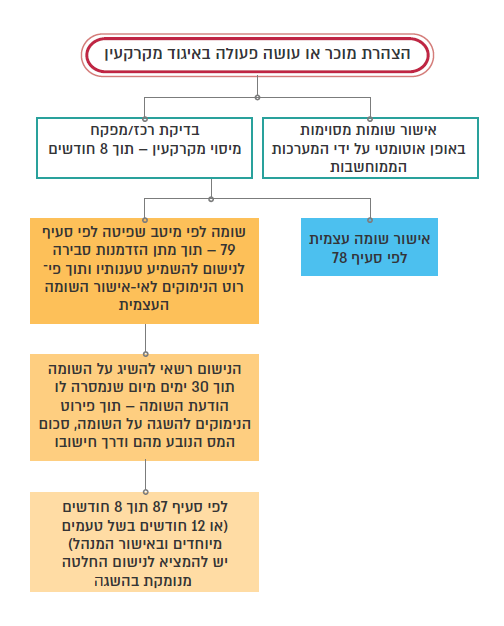 הצהרת מוכר או עושה פעולה באיגוד מקרקעין
אישור שומות מסוימות
באופן אוטומטי על ידי המערכות
הממוחשבות
בדיקת רכז/מפקח
מיסוי מקרקעין – תוך 8 חודשים
אישור שומה עצמית
לפי סעיף 78
שומה לפי מיטב שפיטה לפי סעיף
79 – תוך מתן הזדמנות סבירה
לנישום להשמיע טענותיו ותוך פי־
רוט הנימוקים לאי-אישור השומה
העצמית
הנישום רשאי להשיג על השומה
תוך 30 ימים מיום שנמסרה לו
הודעת השומה – תוך פירוט
הנימוקים להשגה על השומה, סכום
המס הנובע מהם ודרך חישובו
לפי סעיף 87 תוך 8 חודשים
(או 12 חודשים בשל טעמים
מיוחדים ובאישור המנהל)
יש להמציא לנישום החלטה
מנומקת בהשגה